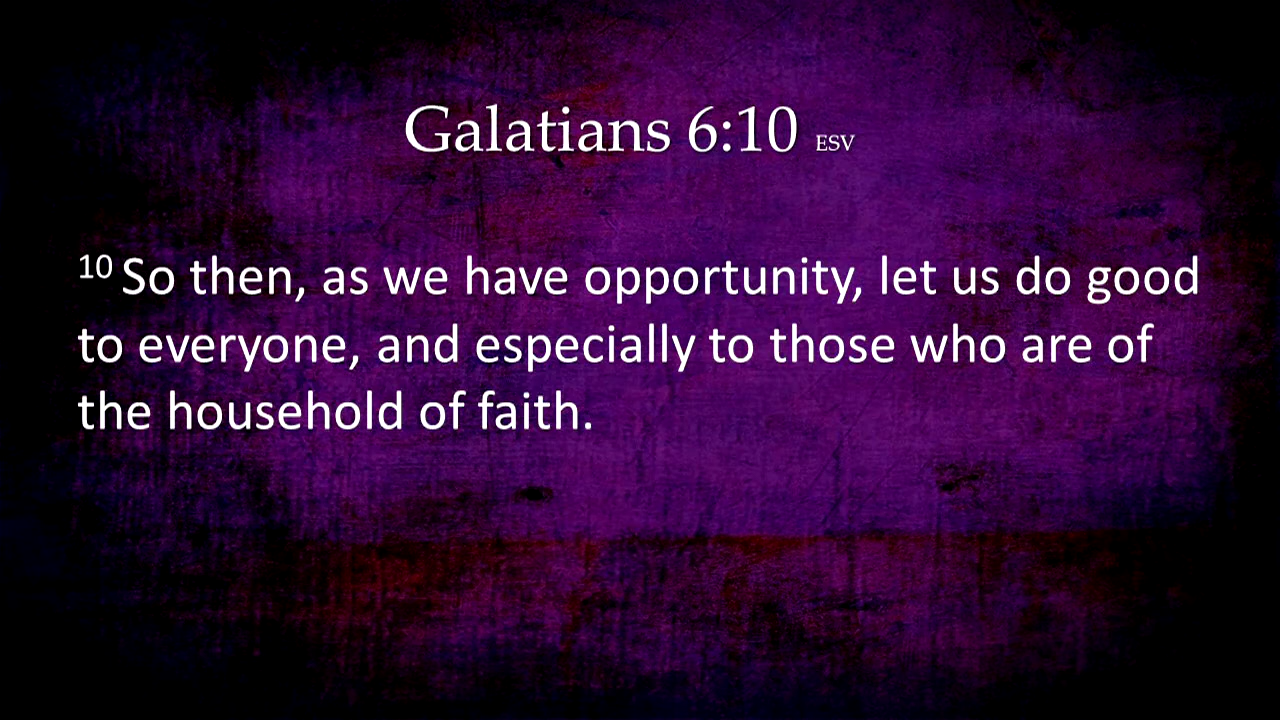 Galatians 6:10 ESV
10 So then, as we have opportunity, let us do good
to everyone, and especially to those who are of
the household of faith.